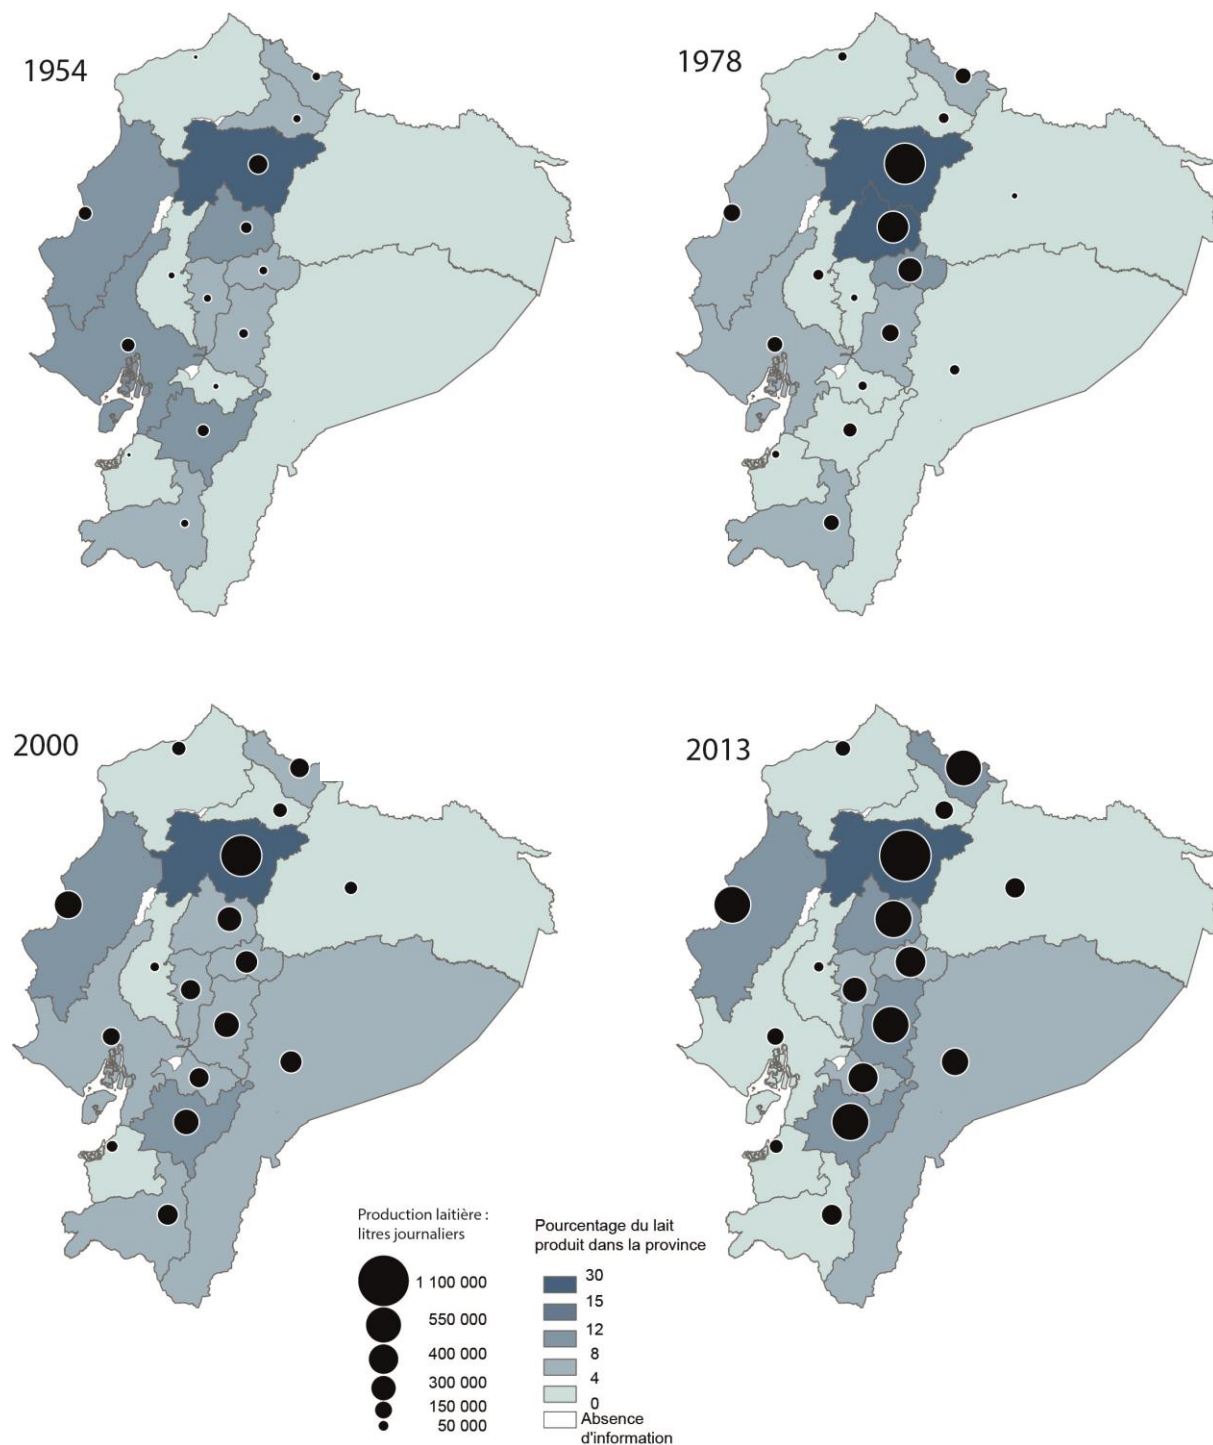 1954
1978
2000
2013
Production laitière :
litres journaliers
1 100 000
550 000
400 000
300 000
150 000
50 000
Pourcentage du lait
produit dans la province
30
15
12
8
4
0
Absence
d'information